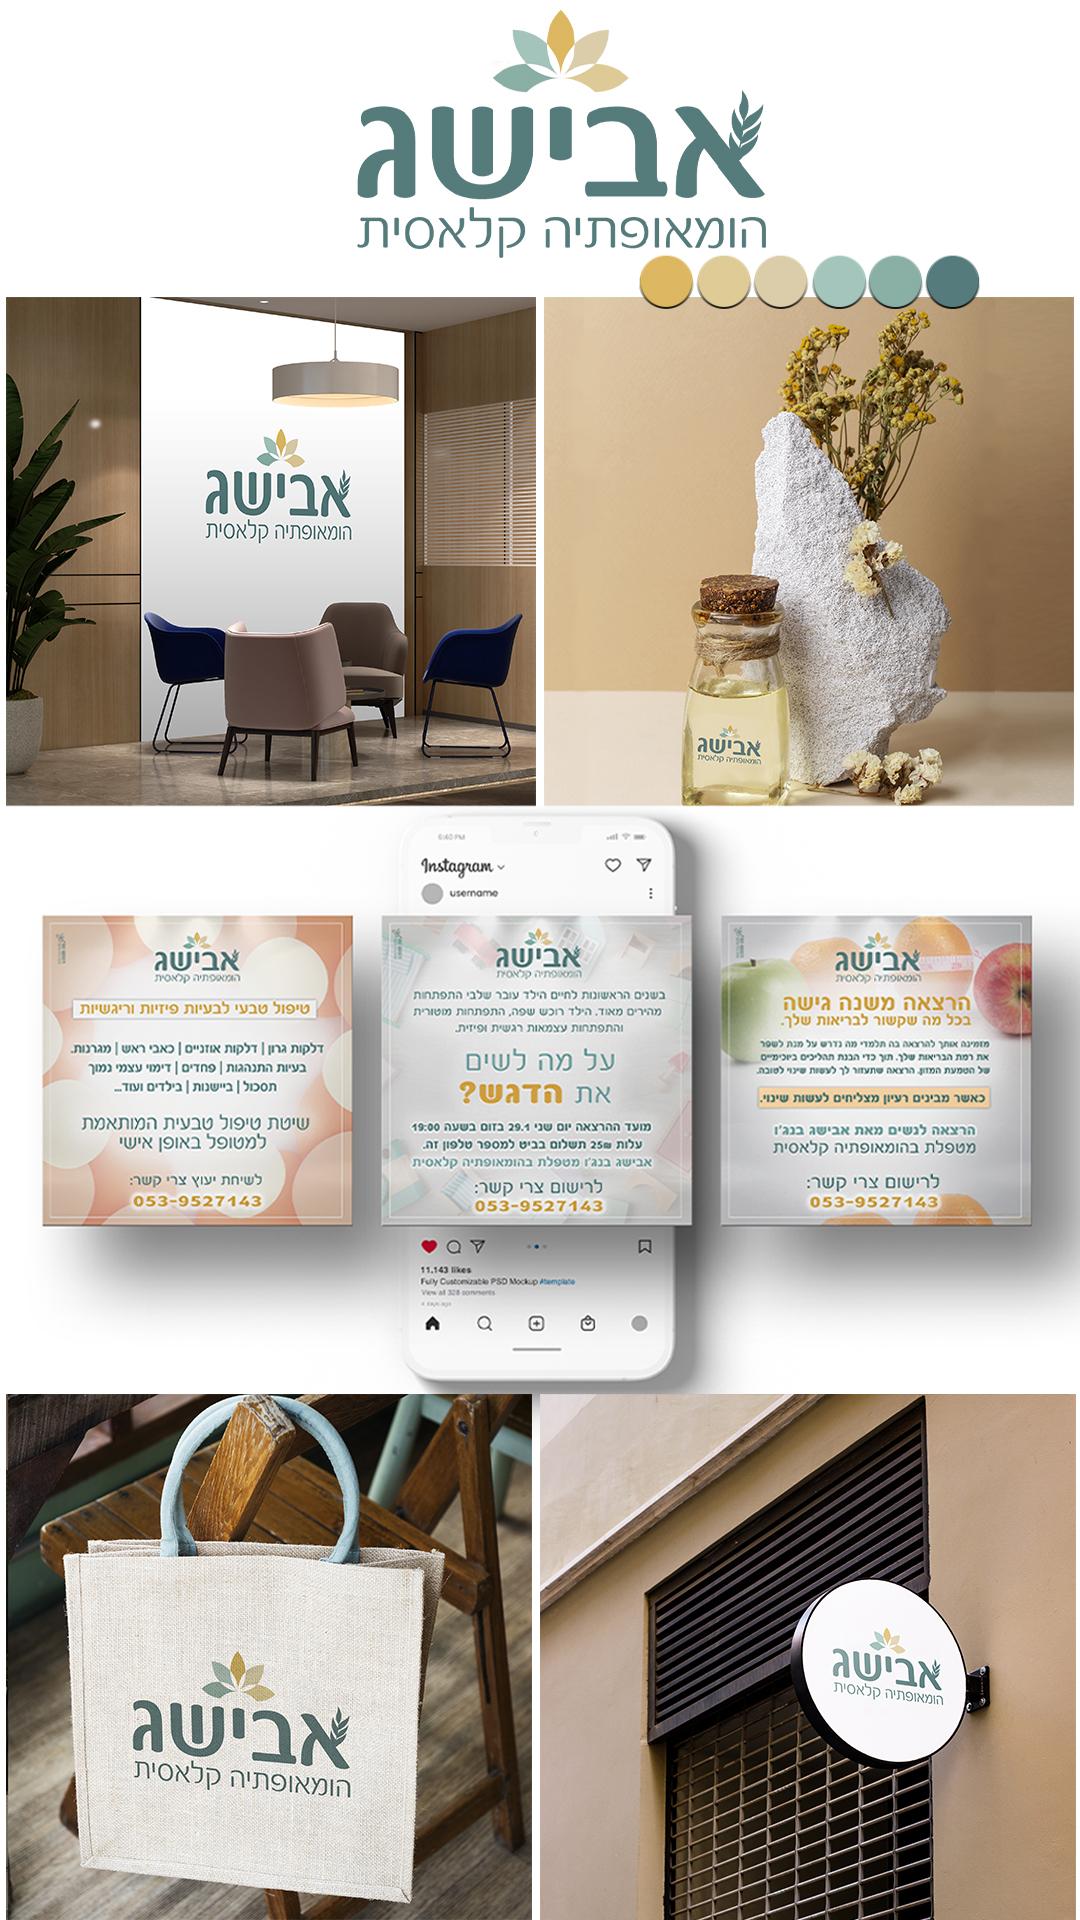 אבישג
הומאופתיה קלאסית
אבישג
הומאופתיה קלאסית
אבישג
הומאופתיה קלאסית
6:40 PM
Instagram
username
אבישג
הומאופתיה קלאסית
טיפול טבעי לבעיות פיזיות וריגשיות
דלקות גרון | דלקות אוזניים | כאבי ראש | מגרנות.
בעיות התנהגות | פחדים | דימוי עצמי נמוך
תסכול | ביישנות | בילדים ועוד...
שיטת טיפול טבעית המותאמת
למטופל באופן אישי
לשיחת יעוץ צרי קשר:
053-9527143
אבישג
הומאופתיה קלאסית
בשנים הראשונות לחיים הילד עובר שלבי התפתחות
מהירים מאוד. הילד רוכש שפה, התפתחות מוטורית
והתפתחות עצמאות רגשית ופיזית.
על מה לשים
את הדגש?
מועד ההרצאה יום שני 29.1 בזום בשעה 19:00
עלות 25₪ תשלום בביט למספר טלפון זה.
אבישג בנג'ו מטפלת בהומאופתיה קלאסית
לרישום צרי קשר:
053-9527143
אבישג
הומאופתיה קלאסית
הרצאה משנה גישה
בכל מה שקשור לבריאות שלך.
מזמינה אותך להרצאה בה תלמדי מה נדרש על מנת לשפר
את רמת הבריאות שלך. תוך כדי הבנת תהליכים ביוכימיים
של הטמעת המזון. הרצאה שתעזור לך לעשות שינוי לטובה.
כאשר מבינים רעיון מצליחים לעשות שינוי.
הרצאה לנשים מאת אבישג בנג'ו
מטפלת בהומאופתיה קלאסית
לרישום צרי קשר:
053-9527143
11,143 likes
Fully Customizable PSD Mockup #template
View all 328 comments
4 days ago
אבישג
הומאופתיה קלאסית
אבישג
הומאופתיה קלאסית